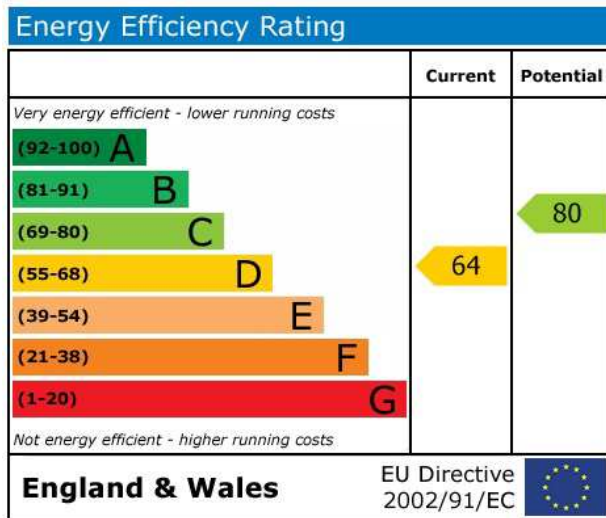 Energy Efficiency Rating
Current Potential
Very energy efficient - lower running costs
(92-100) A
(81-91) B
(69-80) C
80
(55-68) D
64
(39-54) E
(21-38) F
(1-20) G
Not energy efficient - higher running costs
England & Wales
EU Directive
2002/91/EC